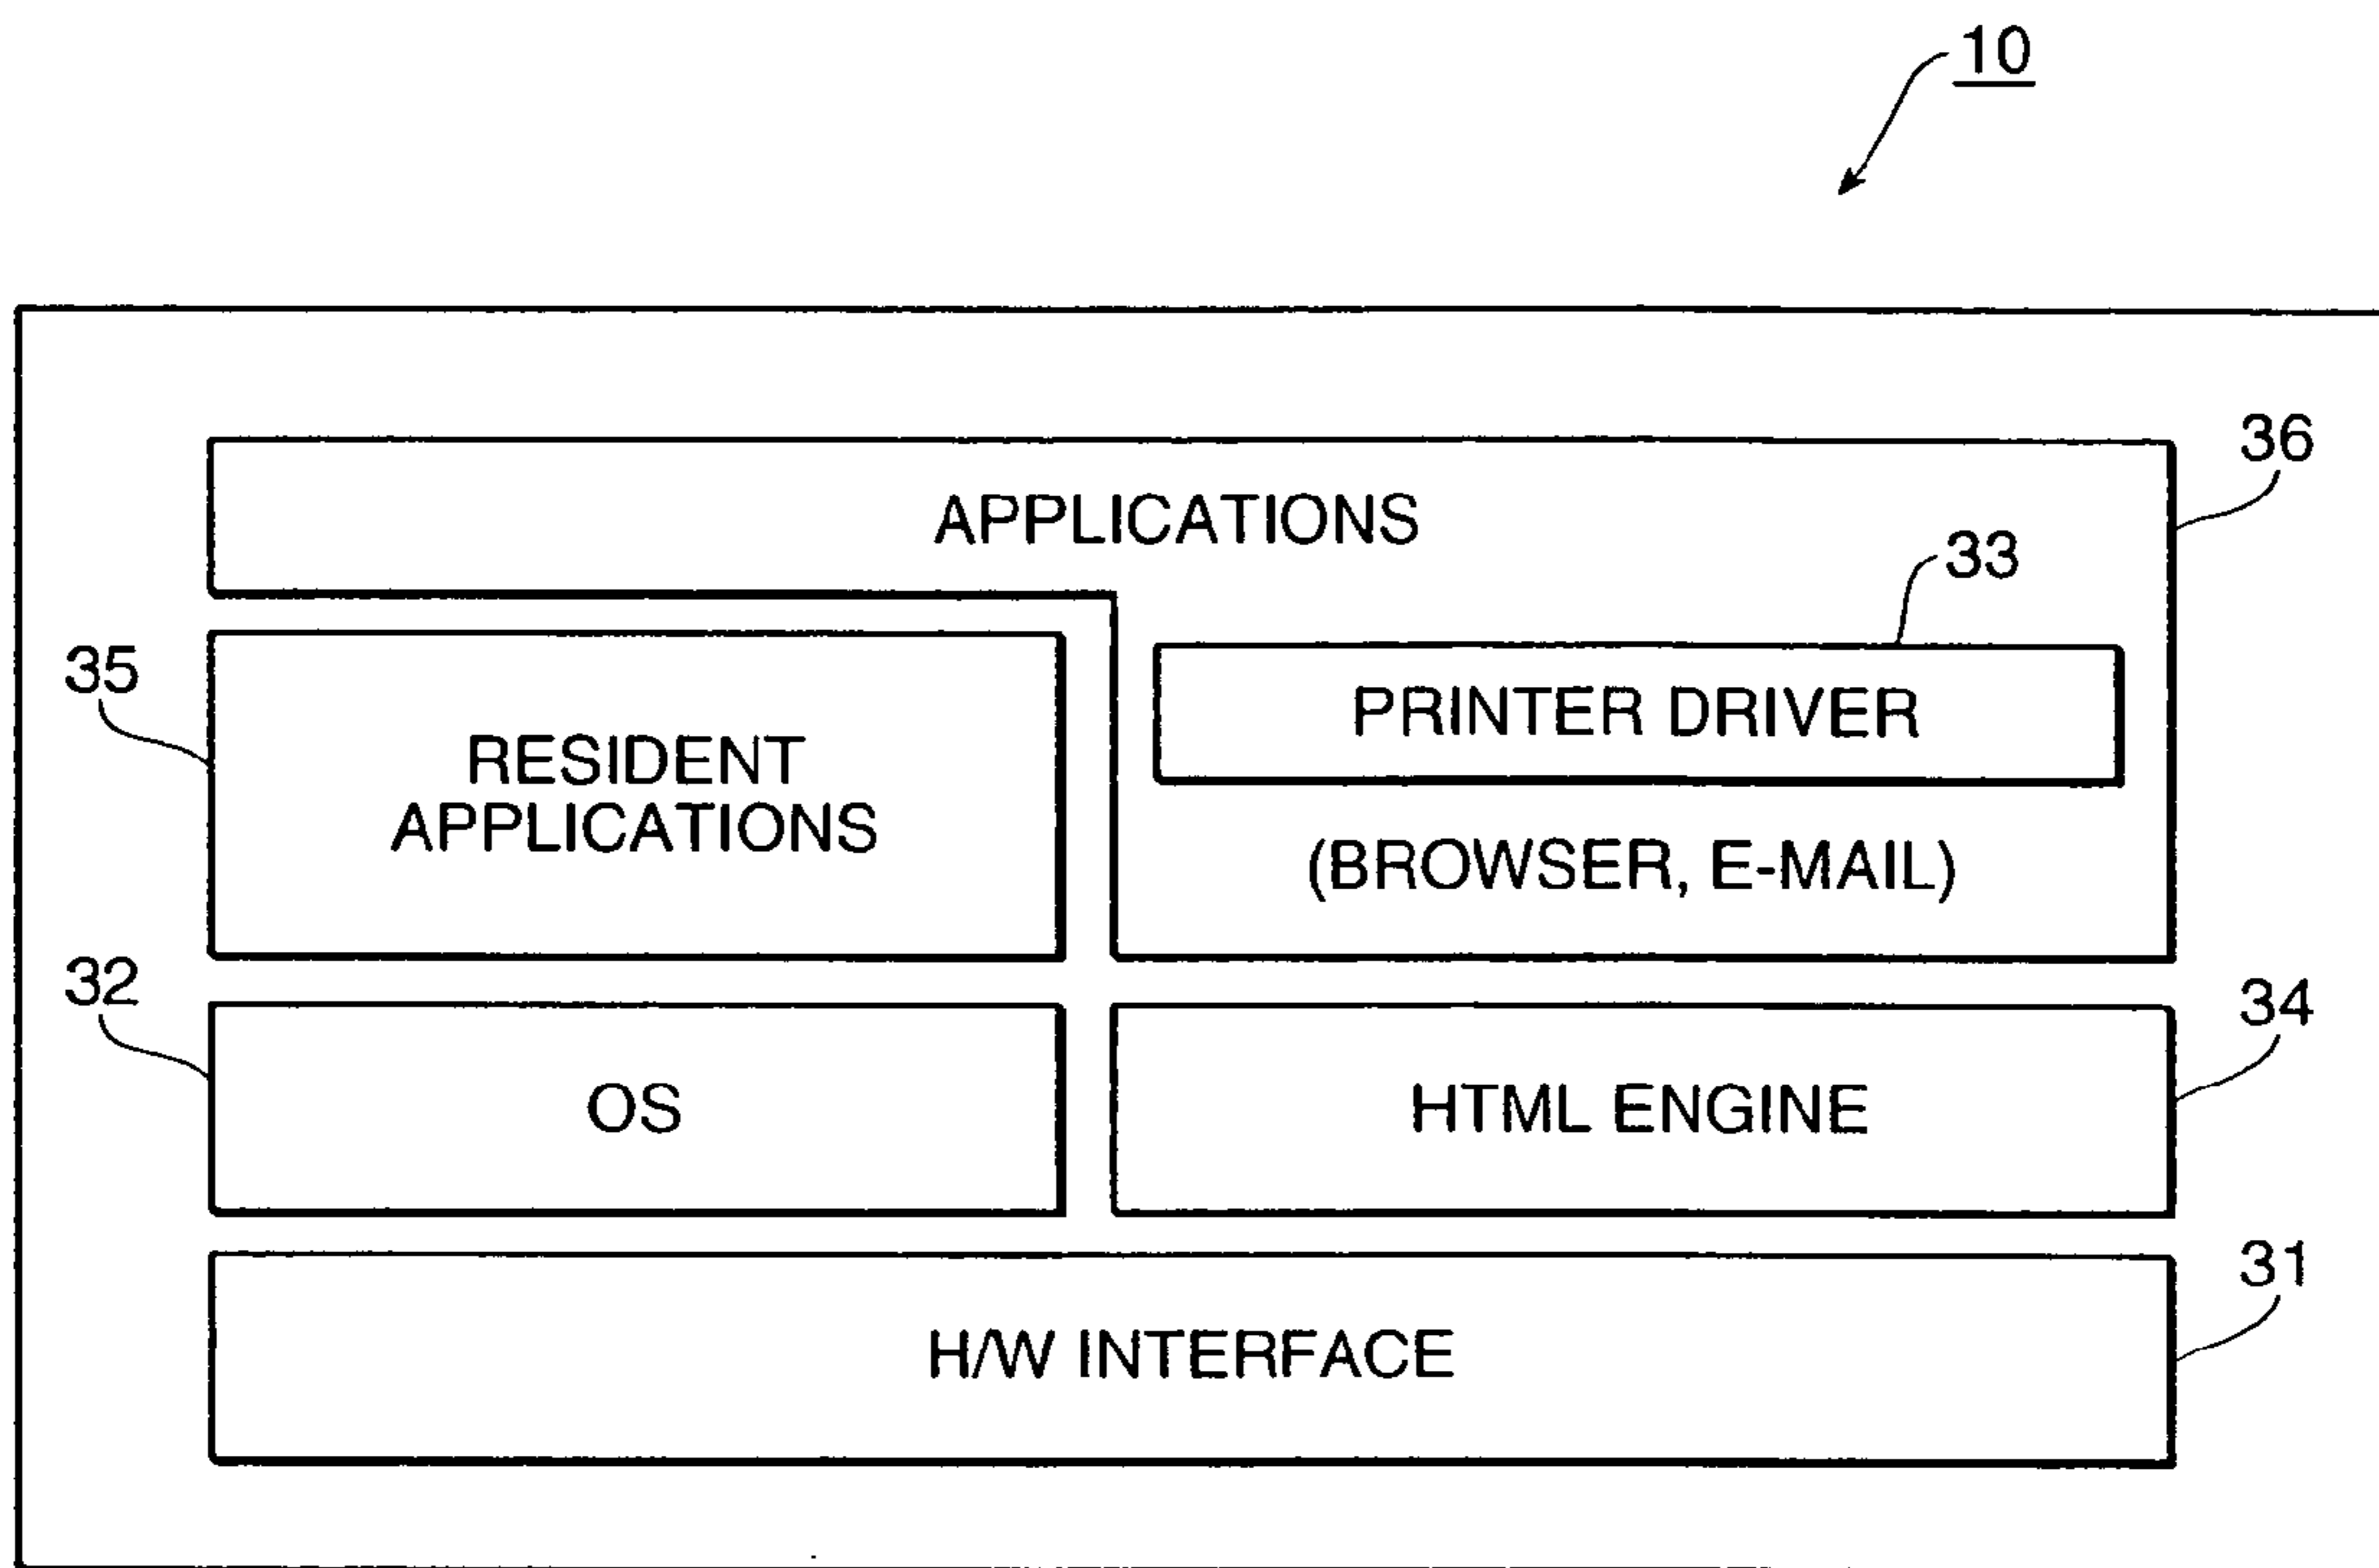 10
36
APPLICATIONS
33
35
PRINTER DRIVER
RESIDENT
APPLICATIONS
(BROWSER, E-MAIL)
32
34
OS
HTML ENGINE
31
H/W INTERFACE